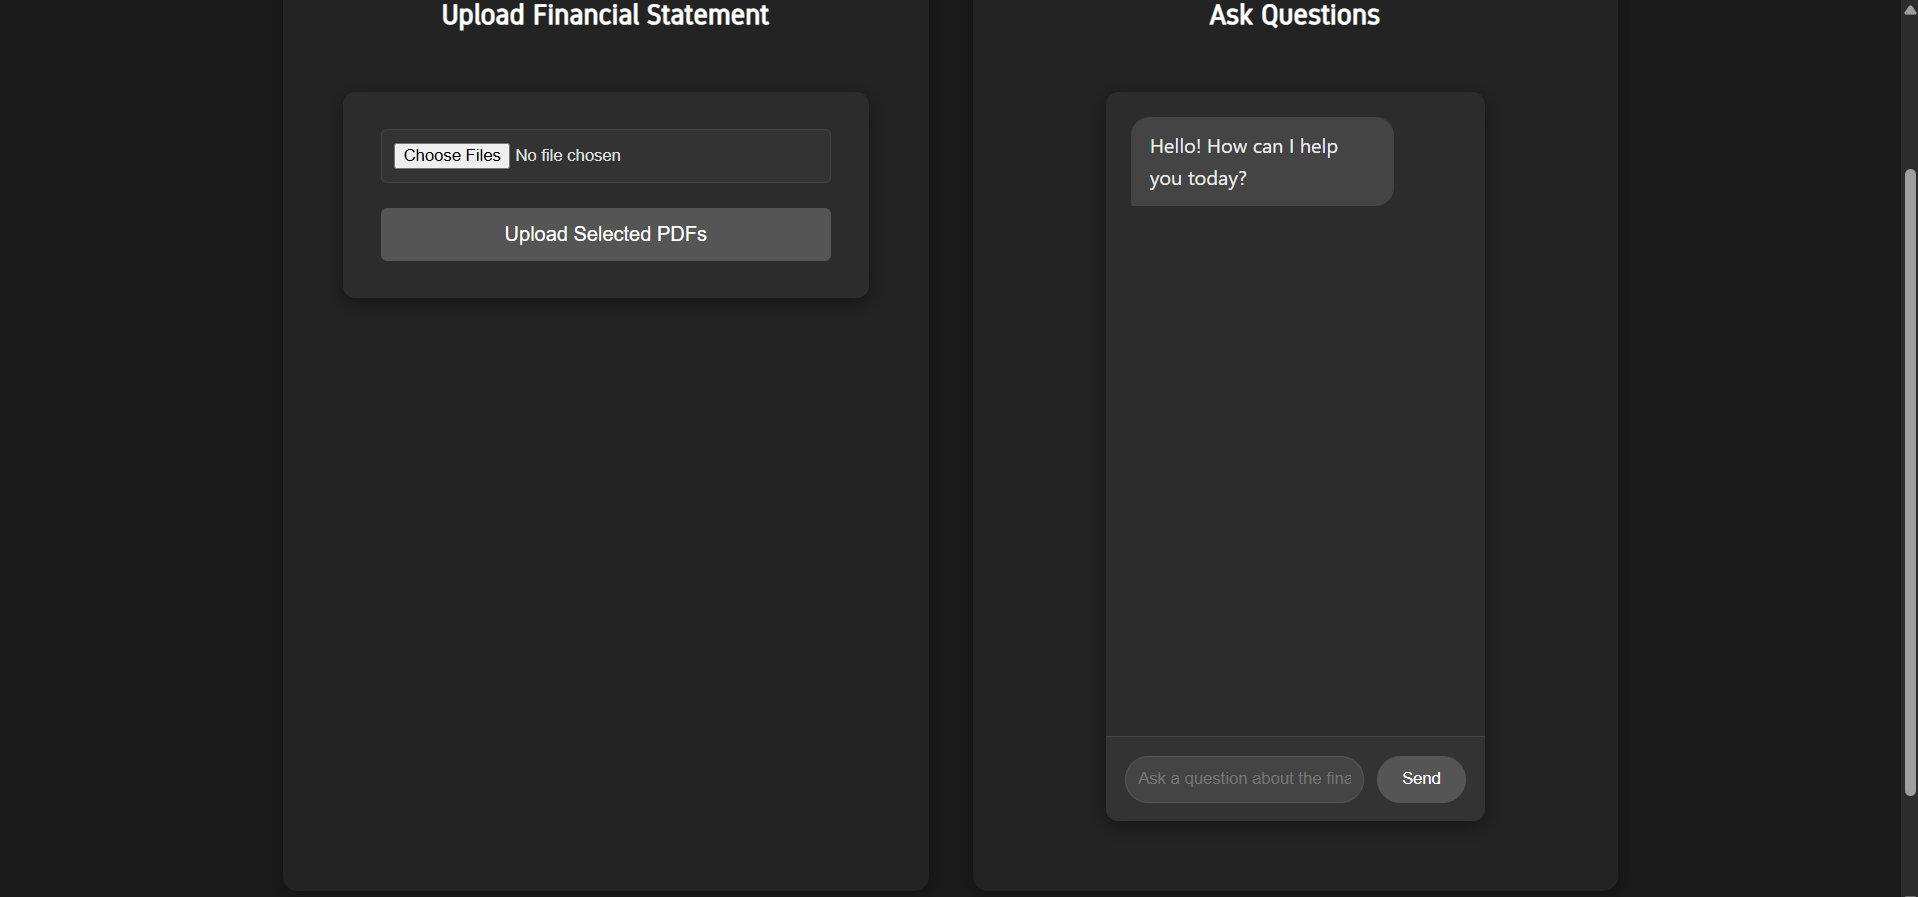 Upload Financial Statement
Choose Files No file chosen
Upload Selected PDFs
Ask Questions
Hello! How can I help
you today?
Ask a question about the fina
Send